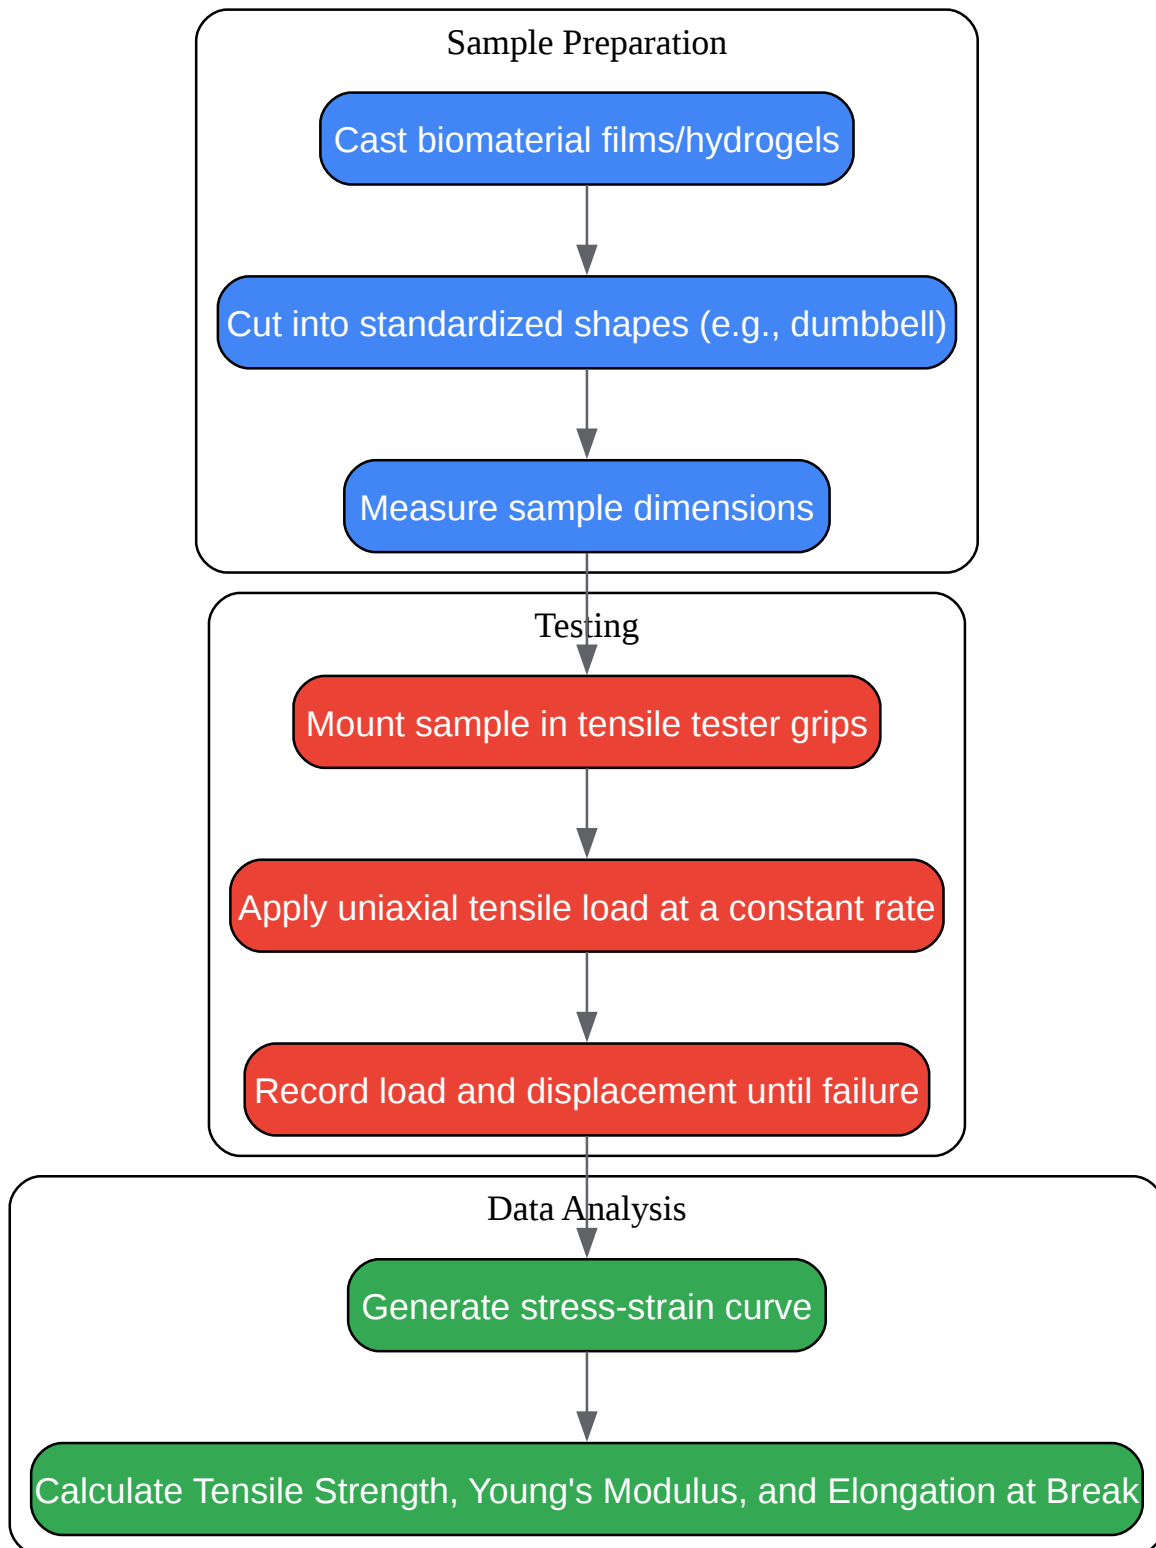 Sample Preparation
Cast biomaterial films/hydrogels
Cut into standardized shapes (e.g., dumbbell)
Measure sample dimensions
Testing
Mount sample in tensile tester grips
Apply uniaxial tensile load at a constant rate
Record load and displacement until failure
Data Analysis
Generate stress-strain curve
Calculate Tensile Strength, Young's Modulus, and Elongation at Break